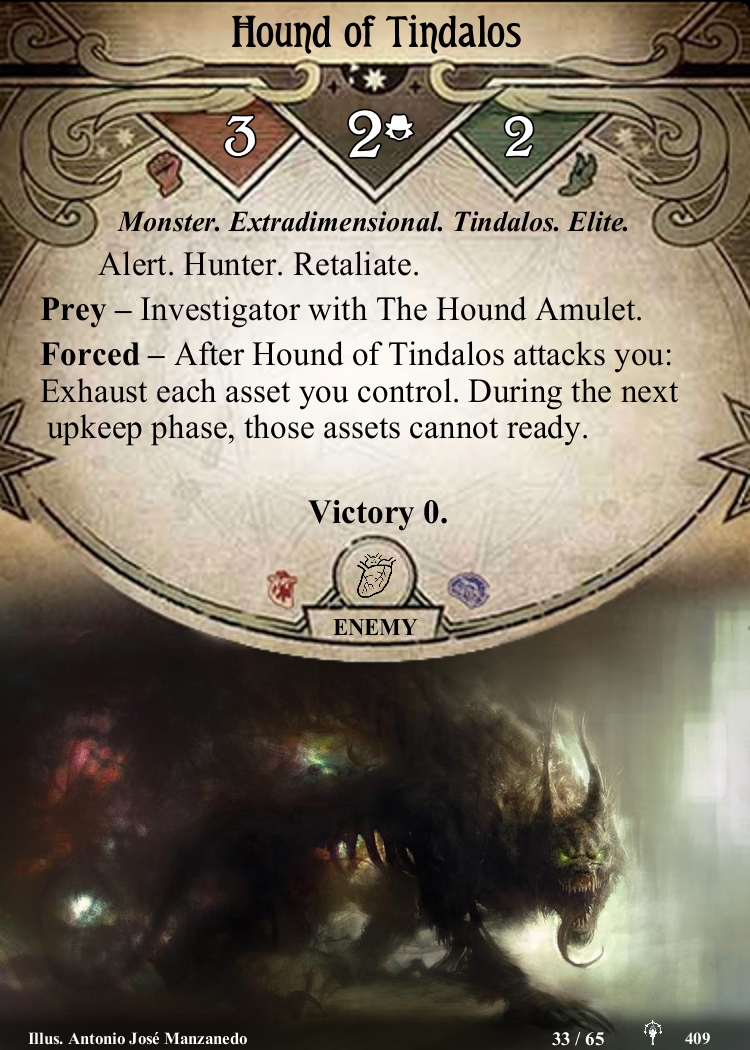 Hound of Tindalos
3 2 2
Monster. Extradimensional. Tindalos. Elite.
Alert. Hunter. Retaliate.
Prey – Investigator with The Hound Amulet.
Forced – After Hound of Tindalos attacks you:
Exhaust each asset you control. During the next
upkeep phase, those assets cannot ready.
Victory 0.
ENEMY
Illus. Antonio José Manzanedo 33 / 65 409